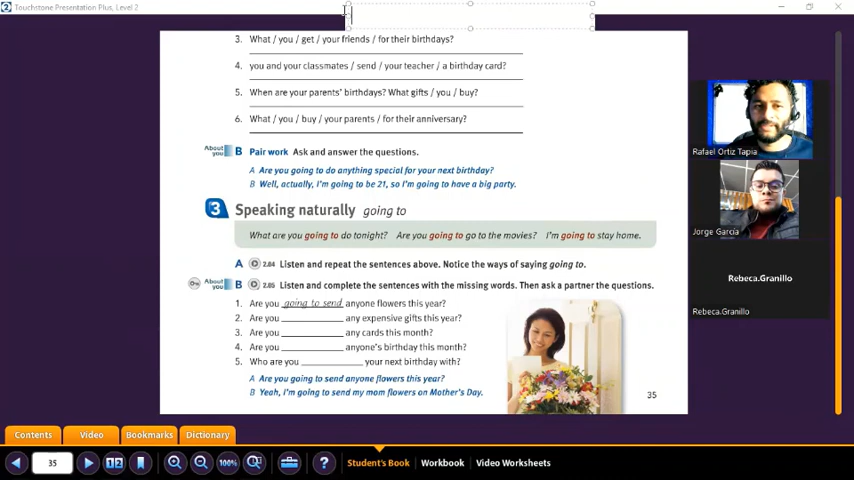 Touchstone Presentation Plus, Level 2
3. What / you / get / your friends / for their birthdays?
4. you and your classmates / send / your teacher / a birthday card?
5. When are your parents' birthdays? What gifts / you / buy?
6. What / you / buy / your parents / for their anniversary?
About you B Pair work Ask and answer the questions.
A Are you going to do anything special for your next birthday?
B Well, actually, I'm going to be 21, so I'm going to have a big party.
3 Speaking naturally going to
What are you going to do tonight? Are you going to go to the movies? I'm going to stay home.
A 2.04 Listen and repeat the sentences above. Notice the ways of saying going to.
About you B 2.05 Listen and complete the sentences with the missing words. Then ask a partner the questions.
1. Are you going to send anyone flowers this year?
2. Are you ____________ any expensive gifts this year?
3. Are you ____________ any cards this month?
4. Are you ____________ anyone's birthday this month?
5. Who are you ____________ your next birthday with?
A Are you going to send anyone flowers this year?
B Yeah, I'm going to send my mom flowers on Mother's Day.
35
Rafael Ortiz Tapia
Jorge García
Rebeca.Granillo
Rebeca.Granillo
Contents Video Bookmarks Dictionary
35 1 2 100% ? Student's Book Workbook Video Worksheets